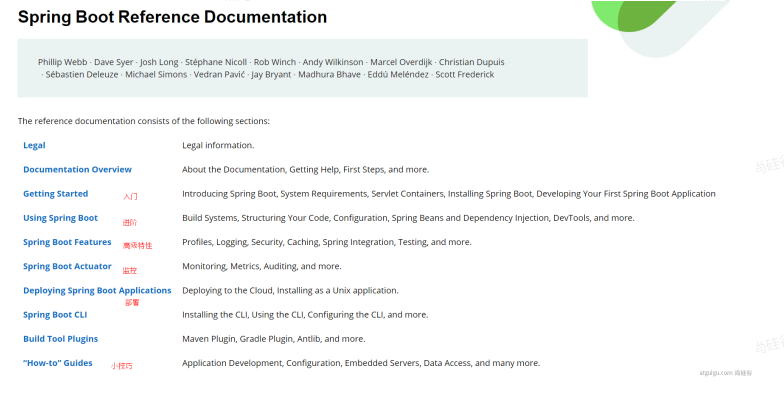 Spring Boot Reference Documentation
Phillip Webb · Dave Syer · Josh Long · Stéphane Nicoll · Rob Winch · Andy Wilkinson · Marcel Overdijk · Christian Dupuis
· Sébastien Deleuze · Michael Simons · Vedran Pavić · Jay Bryant · Madhura Bhave · Eddú Meléndez · Scott Frederick
The reference documentation consists of the following sections:
Legal Legal information.
Documentation Overview About the Documentation, Getting Help, First Steps, and more.
Getting Started 入门 Introducing Spring Boot, System Requirements, Servlet Containers, Installing Spring Boot, Developing Your First Spring Boot Application
Using Spring Boot 进阶 Build Systems, Structuring Your Code, Configuration, Spring Beans and Dependency Injection, DevTools, and more.
Spring Boot Features 高级特性 Profiles, Logging, Security, Caching, Spring Integration, Testing, and more.
Spring Boot Actuator 监控 Monitoring, Metrics, Auditing, and more.
Deploying Spring Boot Applications Deploying to the Cloud, Installing as a Unix application.
部署
Spring Boot CLI Installing the CLI, Using the CLI, Configuring the CLI, and more.
Build Tool Plugins Maven Plugin, Gradle Plugin, Antlib, and more.
“How-to” Guides 小技巧 Application Development, Configuration, Embedded Servers, Data Access, and many more.
atguigu.com 尚硅谷